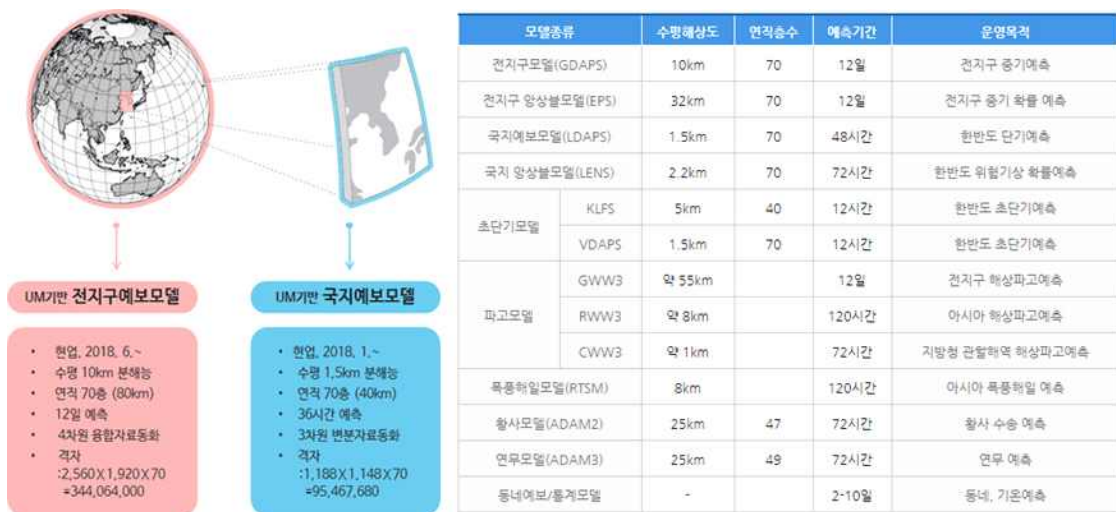 UM기반 전지구예보모델
• 현업, 2018, 6,~
• 수평 10km 분해능
• 연직 70층 (80km)
• 12일 예측
• 4차원 융합자료동화
• 격자
:2,560X1,920X70
=344,064,000
UM기반 국지예보모델
• 현업, 2018, 1,~
• 수평 1,5km 분해능
• 연직 70층 (40km)
• 36시간 예측
• 3차원 변분자료동화
• 격자
:1,188X1,148X70
=95,467,680
모델종류 수평해상도 연직층수 예측기간 운영목적
전지구모델(GDAPS) 10km 70 12일 전지구 중기예측
전지구 앙상블모델(EPS) 32km 70 12일 전지구 중기 확률 예측
국지예보모델(LDAPS) 1.5km 70 48시간 한반도 단기예측
국지 앙상블모델(LENS) 2.2km 70 72시간 한반도 위험기상 확률예측
초단기모델 KLFS 5km 40 12시간 한반도 초단기예측
VDAPS 1.5km 70 12시간 한반도 초단기예측
파고모델 GWW3 약 55km 12일 전지구 해상파고예측
RWW3 약 8km 120시간 아시아 해상파고예측
CWW3 약 1km 72시간 지방청 관할해역 해상파고예측
폭풍해일모델(RTSM) 8km 120시간 아시아 폭풍해일 예측
황사모델(ADAM2) 25km 47 72시간 황사 수송 예측
연무모델(ADAM3) 25km 49 72시간 연무 예측
동네예보/통계모델 - 2-10일 동네, 기온예측